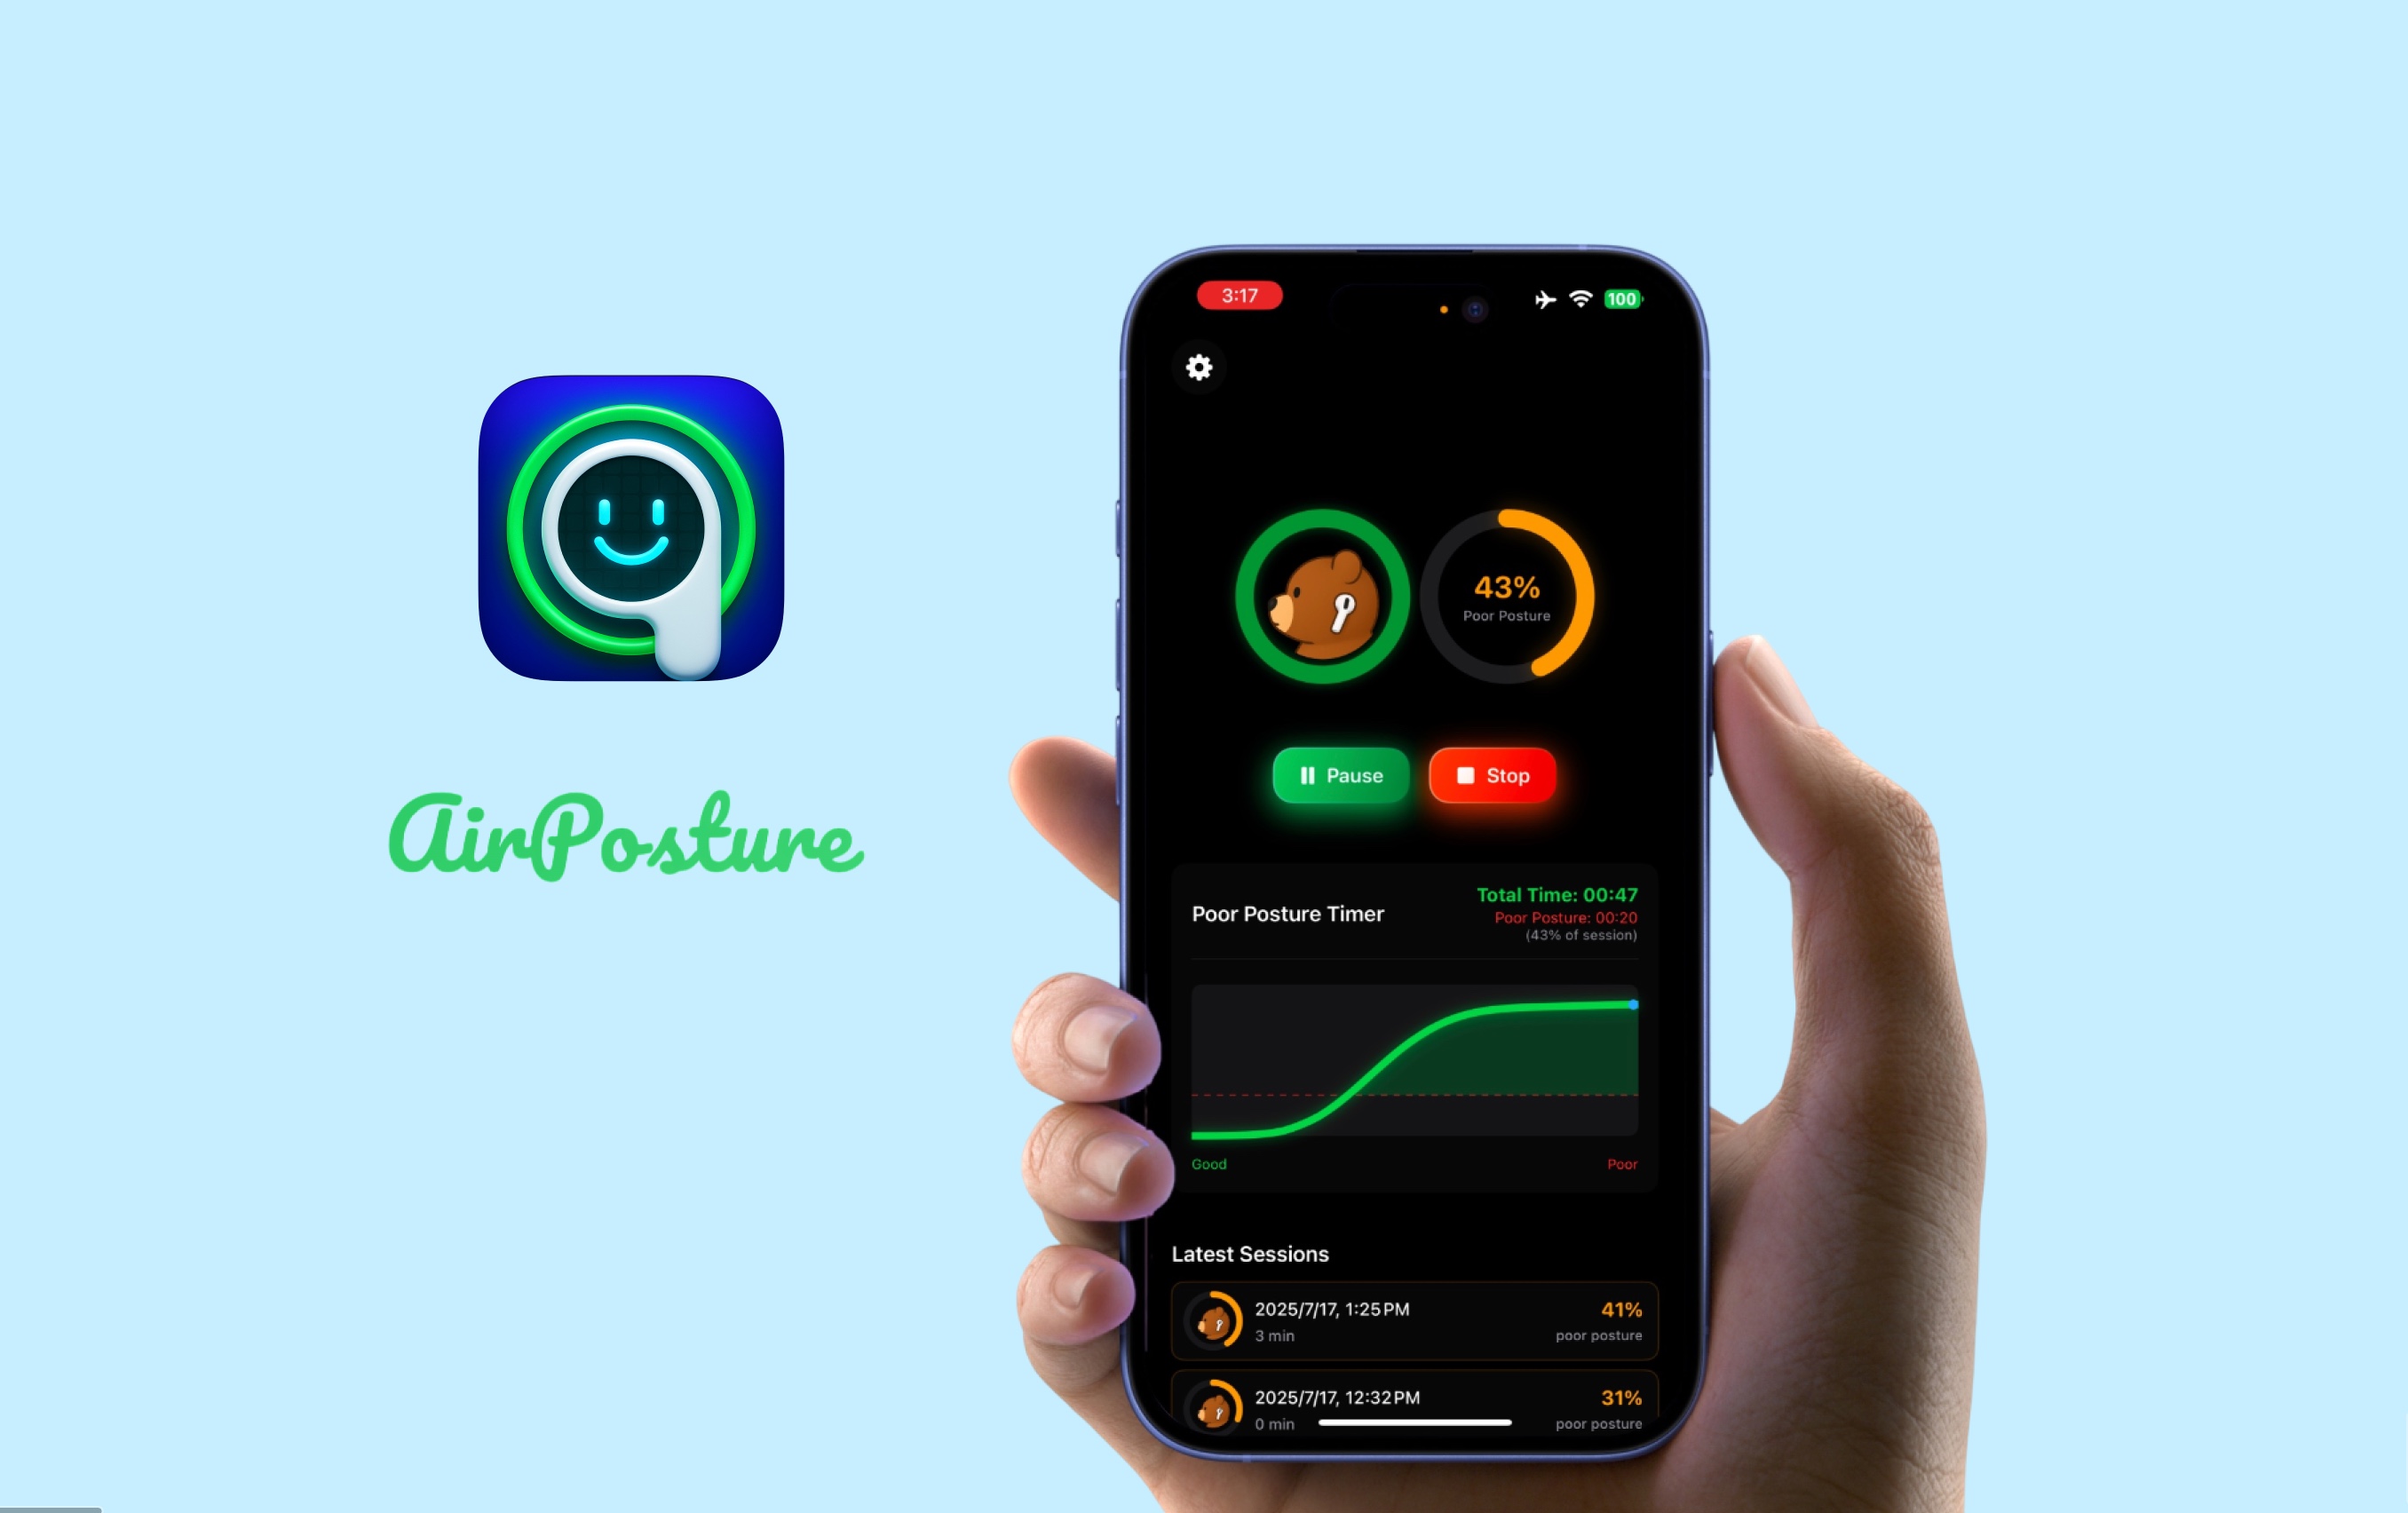 AirPosture
3:17
100
43%
Poor Posture
Pause
Stop
Poor Posture Timer
Total Time: 00:47
Poor Posture: 00:20
(43% of session)
Good
Poor
Latest Sessions
2025/7/17, 1:25 PM
41%
3 min
poor posture
2025/7/17, 12:32 PM
31%
0 min
poor posture